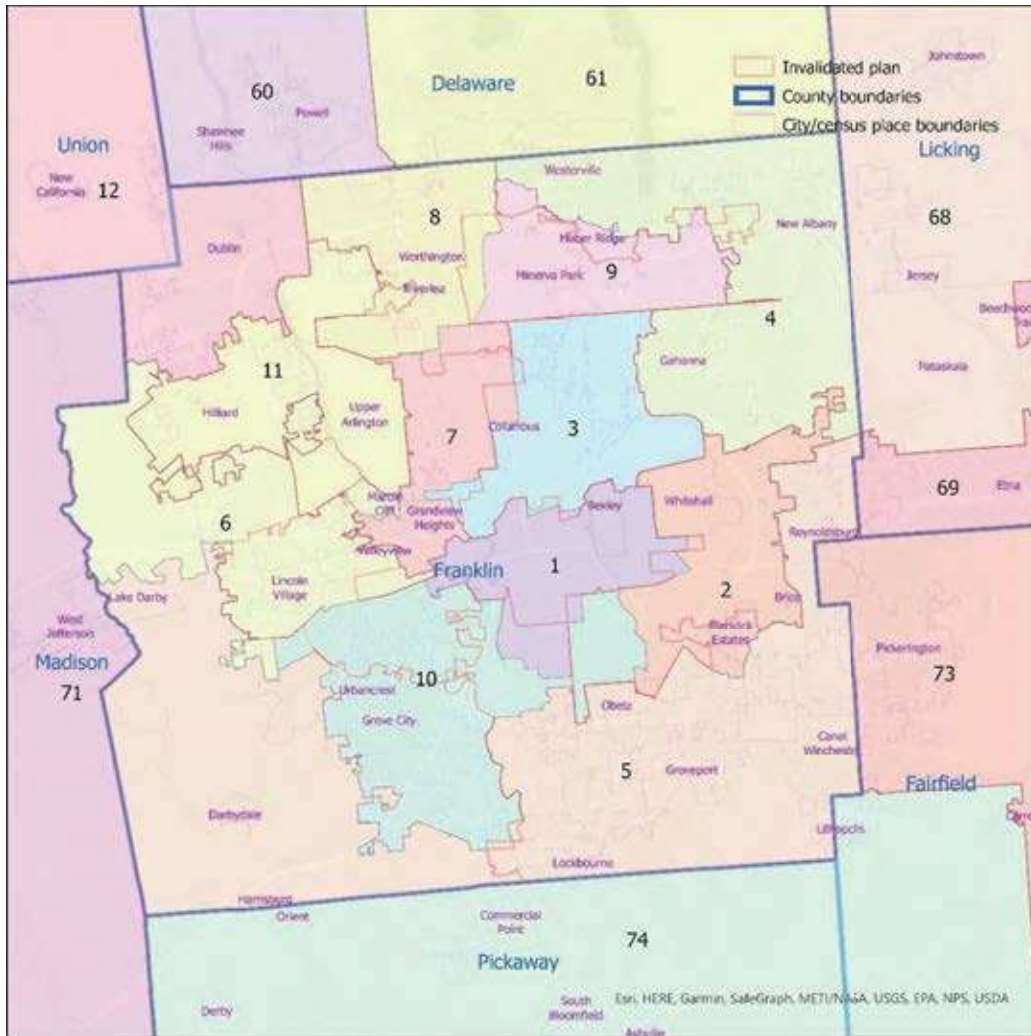 Johnstown
Delaware
61
Invalidated plan
60
Powell
County boundaries
Shawnee
Hills
City/census place boundaries
Union
Licking
New
California
12
Westerville
68
8
New Albany
Dublin
Huber Ridge
Worthington
Minerva Park
9
Jersey
Riverlea
4
Gahanna
Pataskala
11
Hilliard
Upper
Arlington
7
Columbus
3
Marble
Cliff
Whitehall
69
Etna
6
Grandview
Heights
Bexley
Reynoldsburg
Valleyview
Franklin
1
Lincoln
Village
2
Lake Darby
Brice
West
Jefferson
Blacklick
Estates
Pickerington
Madison
10
73
71
Urbancrest
Obetz
Grove City
Canal
Winchester
5
Groveport
Fairfield
Darbydale
Lithopolis
Lockbourne
Harrisburg
Orient
Commercial
Point
74
Pickaway
Esri, HERE, Garmin, SafeGraph, METI/NASA, USGS, EPA, NPS, USDA
Derby
South
Bloomfield
Ashville